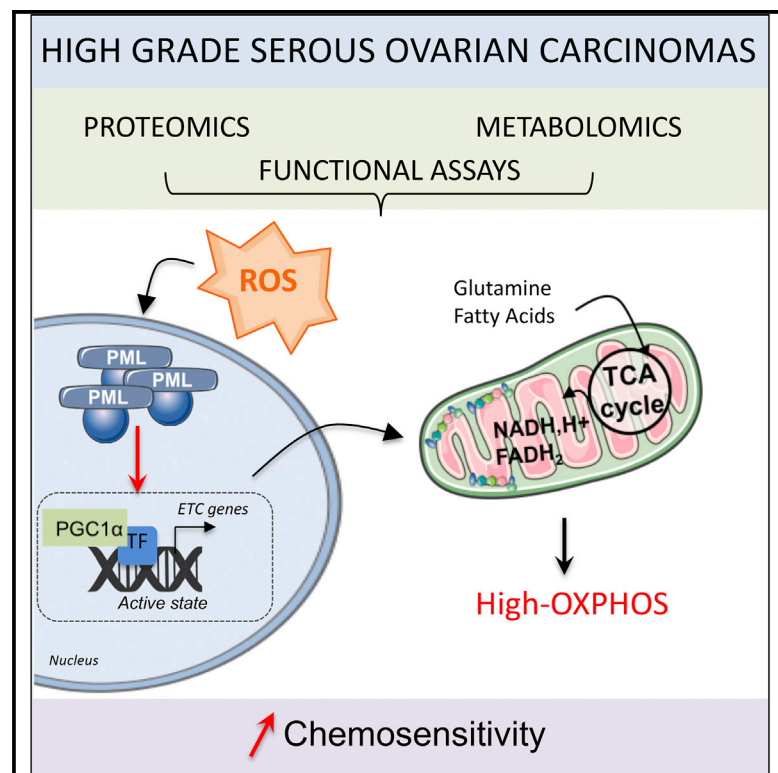 HIGH GRADE SEROUS OVARIAN CARCINOMAS
PROTEOMICS
METABOLOMICS
FUNCTIONAL ASSAYS
ROS
Glutamine
Fatty Acids
PML
PML
PML
TCA
cycle
NADH,H+
FADH₂
ETC genes
PGC1α
TF
Active state
High-OXPHOS
Nucleus
Chemosensitivity